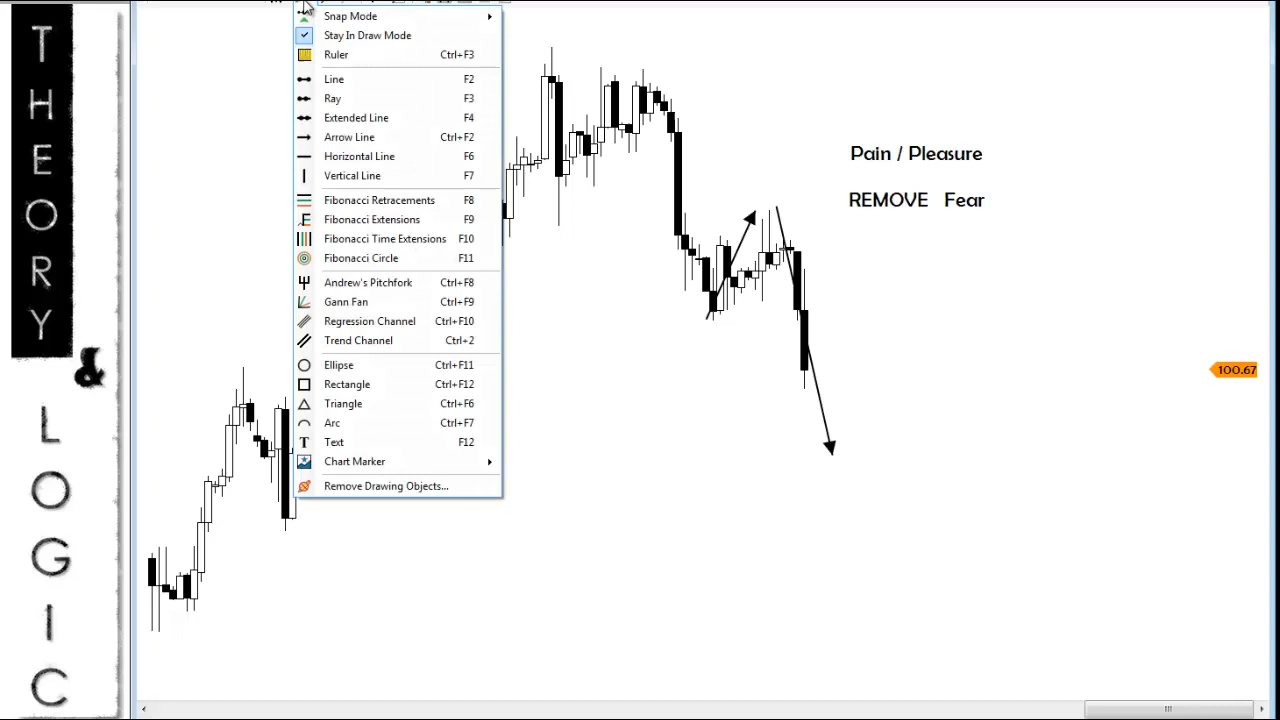 THEORY
&
LOGIC
Snap Mode
Stay In Draw Mode
Ruler Ctrl+F3
Line F2
Ray F3
Extended Line F4
Arrow Line Ctrl+F2
Horizontal Line F6
Vertical Line F7
Fibonacci Retracements F8
Fibonacci Extensions F9
Fibonacci Time Extensions F10
Fibonacci Circle F11
Andrew's Pitchfork Ctrl+F8
Gann Fan Ctrl+F9
Regression Channel Ctrl+F10
Trend Channel Ctrl+2
Ellipse Ctrl+F11
Rectangle Ctrl+F12
Triangle Ctrl+F6
Arc Ctrl+F7
Text F12
Chart Marker
Remove Drawing Objects...
Pain / Pleasure
REMOVE Fear
100.67